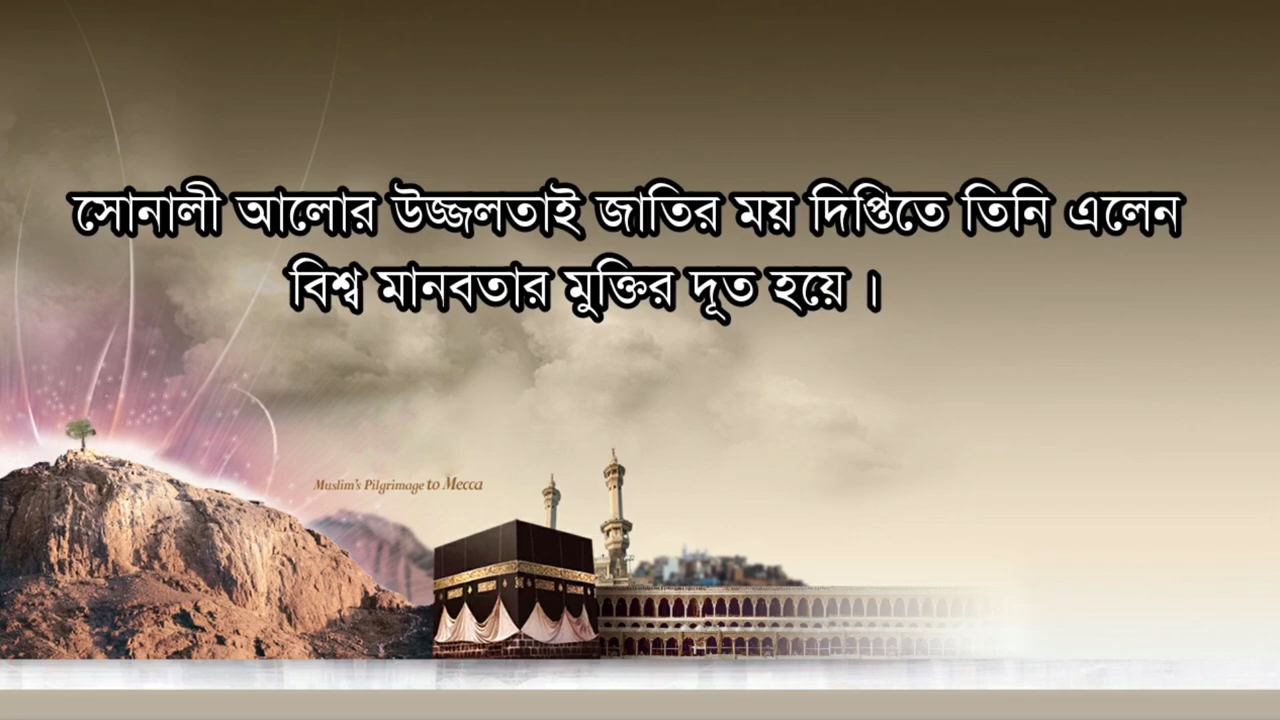 সোনালী আলোর উজ্জলতাই জাতির ময় দিপ্তিতে তিনি এলেন
বিশ্ব মানবতার মুক্তির দূত হয়ে ।
Muslim's Pilgrimage to Mecca